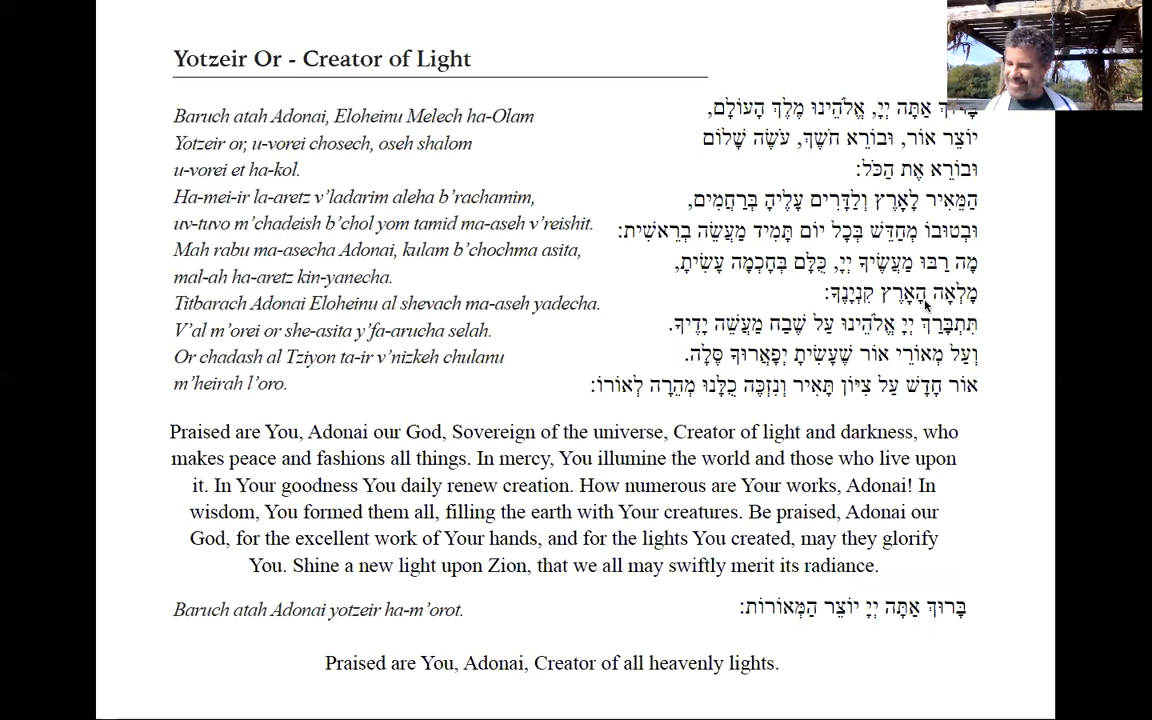 Yotzeir Or - Creator of Light
Baruch atah Adonai, Eloheinu Melech ha-Olam
Yotzeir or, u-vorei chosech, oseh shalom
u-vorei et ha-kol.
Ha-mei-ir la-aretz v’ladarim aleha b’rachamim,
uv-tuvo m’chadeish b’chol yom tamid ma-aseh v’reishit.
Mah rabu ma-asecha Adonai, kulam b’chochma asita,
mal-ah ha-aretz kin-yanecha.
Titbarach Adonai Eloheinu al shevach ma-aseh yadecha.
V’al m’orei or she-asita y’fa-arucha selah.
Or chadash al Tziyon ta-ir v’nizkeh chulanu
m’heirah l’oro.
בָּרוּךְ אַתָּה יְיָ, אֱלֹהֵינוּ מֶלֶךְ הָעוֹלָם,
יוֹצֵר אוֹר, וּבוֹרֵא חֹשֶׁךְ, עֹשֶׂה שָׁלוֹם
וּבוֹרֵא אֶת הַכֹּל:
הַמֵּאִיר לָאָרֶץ וְלַדָּרִים עָלֶיהָ בְּרַחֲמִים,
וּבְטוּבוֹ מְחַדֵּשׁ בְּכָל יוֹם תָּמִיד מַעֲשֵׂה בְרֵאשִׁית:
מָה רַבּוּ מַעֲשֶׂיךָ יְיָ, כֻּלָּם בְּחָכְמָה עָשִׂיתָ,
מָלְאָה הָאָרֶץ קִנְיָנֶךָ:
תִּתְבָּרַךְ יְיָ אֱלֹהֵינוּ עַל שֶׁבַח מַעֲשֵׂה יָדֶיךָ.
וְעַל מְאוֹרֵי אוֹר שֶׁעָשִׂיתָ יְפָאֲרוּךָ סֶּלָה.
אוֹר חָדָשׁ עַל צִיּוֹן תָּאִיר וְנִזְכֶּה כֻלָּנוּ מְהֵרָה לְאוֹרוֹ:
Praised are You, Adonai our God, Sovereign of the universe, Creator of light and darkness, who
makes peace and fashions all things. In mercy, You illumine the world and those who live upon
it. In Your goodness You daily renew creation. How numerous are Your works, Adonai! In
wisdom, You formed them all, filling the earth with Your creatures. Be praised, Adonai our
God, for the excellent work of Your hands, and for the lights You created, may they glorify
You. Shine a new light upon Zion, that we all may swiftly merit its radiance.
Baruch atah Adonai yotzeir ha-m’orot.
בָּרוּךְ אַתָּה יְיָ יוֹצֵר הַמְּאוֹרוֹת:
Praised are You, Adonai, Creator of all heavenly lights.